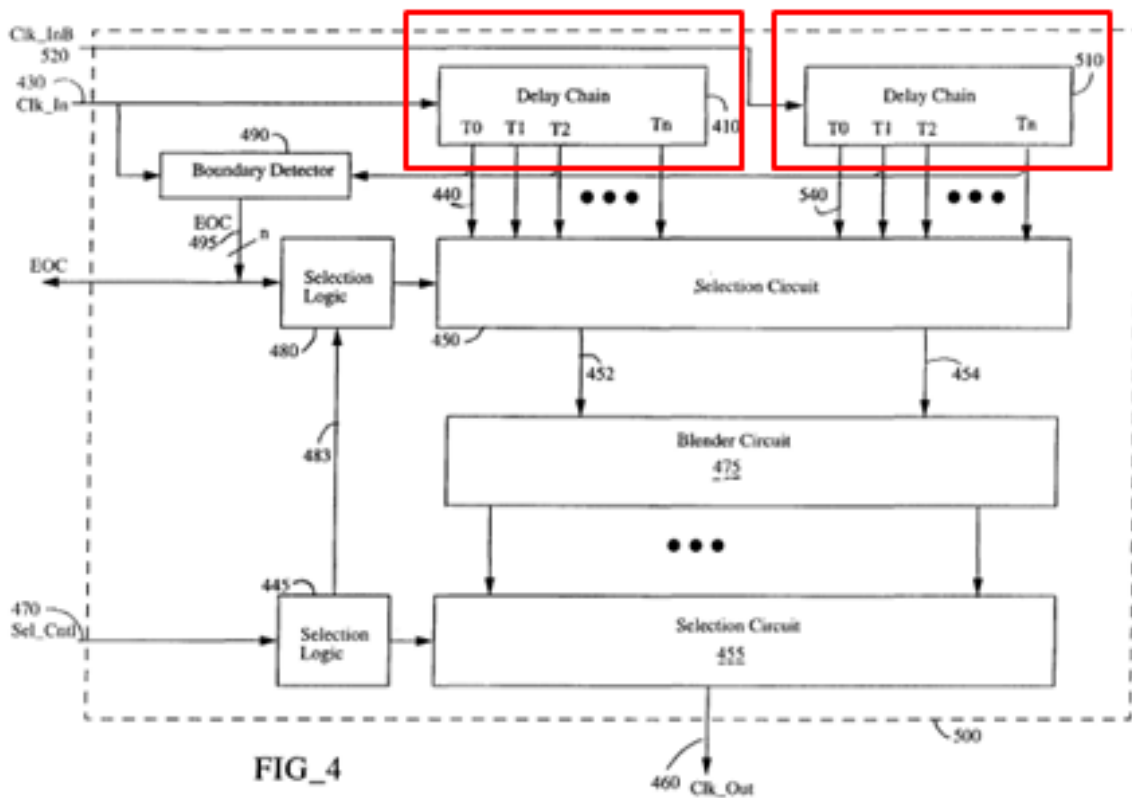 Clk_InB
520
430
Clk_In
Delay Chain
T0 T1 T2 Tn
410
Delay Chain
T0 T1 T2 Tn
510
490
Boundary Detector
440
540
EOC
495
n
EOC
Selection
Logic
480
Selection Circuit
450
452
454
483
Blender Circuit
475
445
470
Sel_Cntl
Selection
Logic
Selection Circuit
455
500
FIG_4
460
Clk_Out